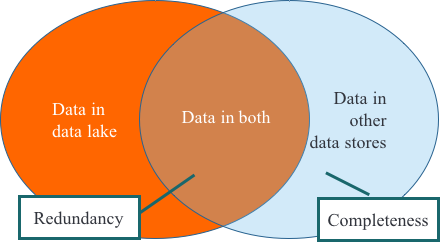 Data in
data lake
Data in both
Data in
other
data stores
Redundancy
Completeness